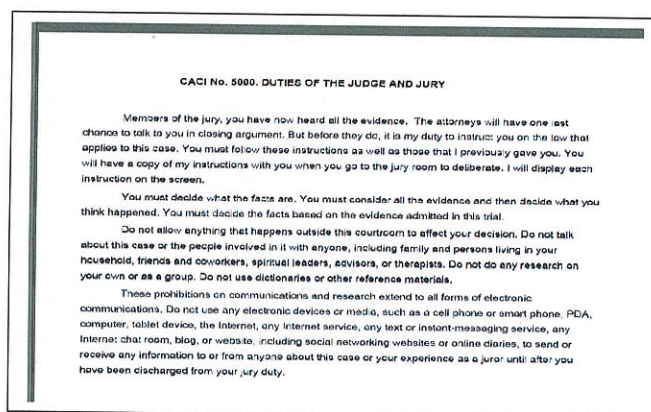 CACI No. 5000. DUTIES OF THE JUDGE AND JURY
Members of the jury, you have now heard all the evidence. The attorneys will have one last
chance to talk to you in closing argument. But before they do, it is my duty to instruct you on the law that
applies to this case. You must follow these instructions as well as those that I previously gave you. You
will have a copy of my instructions with you when you go to the jury room to deliberate. I will display each
instruction on the screen.
You must decide what the facts are. You must consider all the evidence and then decide what you
think happened. You must decide the facts based on the evidence admitted in this trial.
Do not allow anything that happens outside this courtroom to affect your decision. Do not talk
about this case or the people involved in it with anyone, including family and persons living in your
household, friends and coworkers, spiritual leaders, advisors, or therapists. Do not do any research on
your own or as a group. Do not use dictionaries or other reference materials.
These prohibitions on communications and research extend to all forms of electronic
communications. Do not use any electronic devices or media, such as a cell phone or smart phone, PDA,
computer, tablet device, the Internet, any Internet service, any text or instant-messaging service, any
Internet chat room, blog, or website, including social networking websites or online diaries, to send or
receive any information to or from anyone about this case or your experience as a juror until after you
have been discharged from your jury duty.